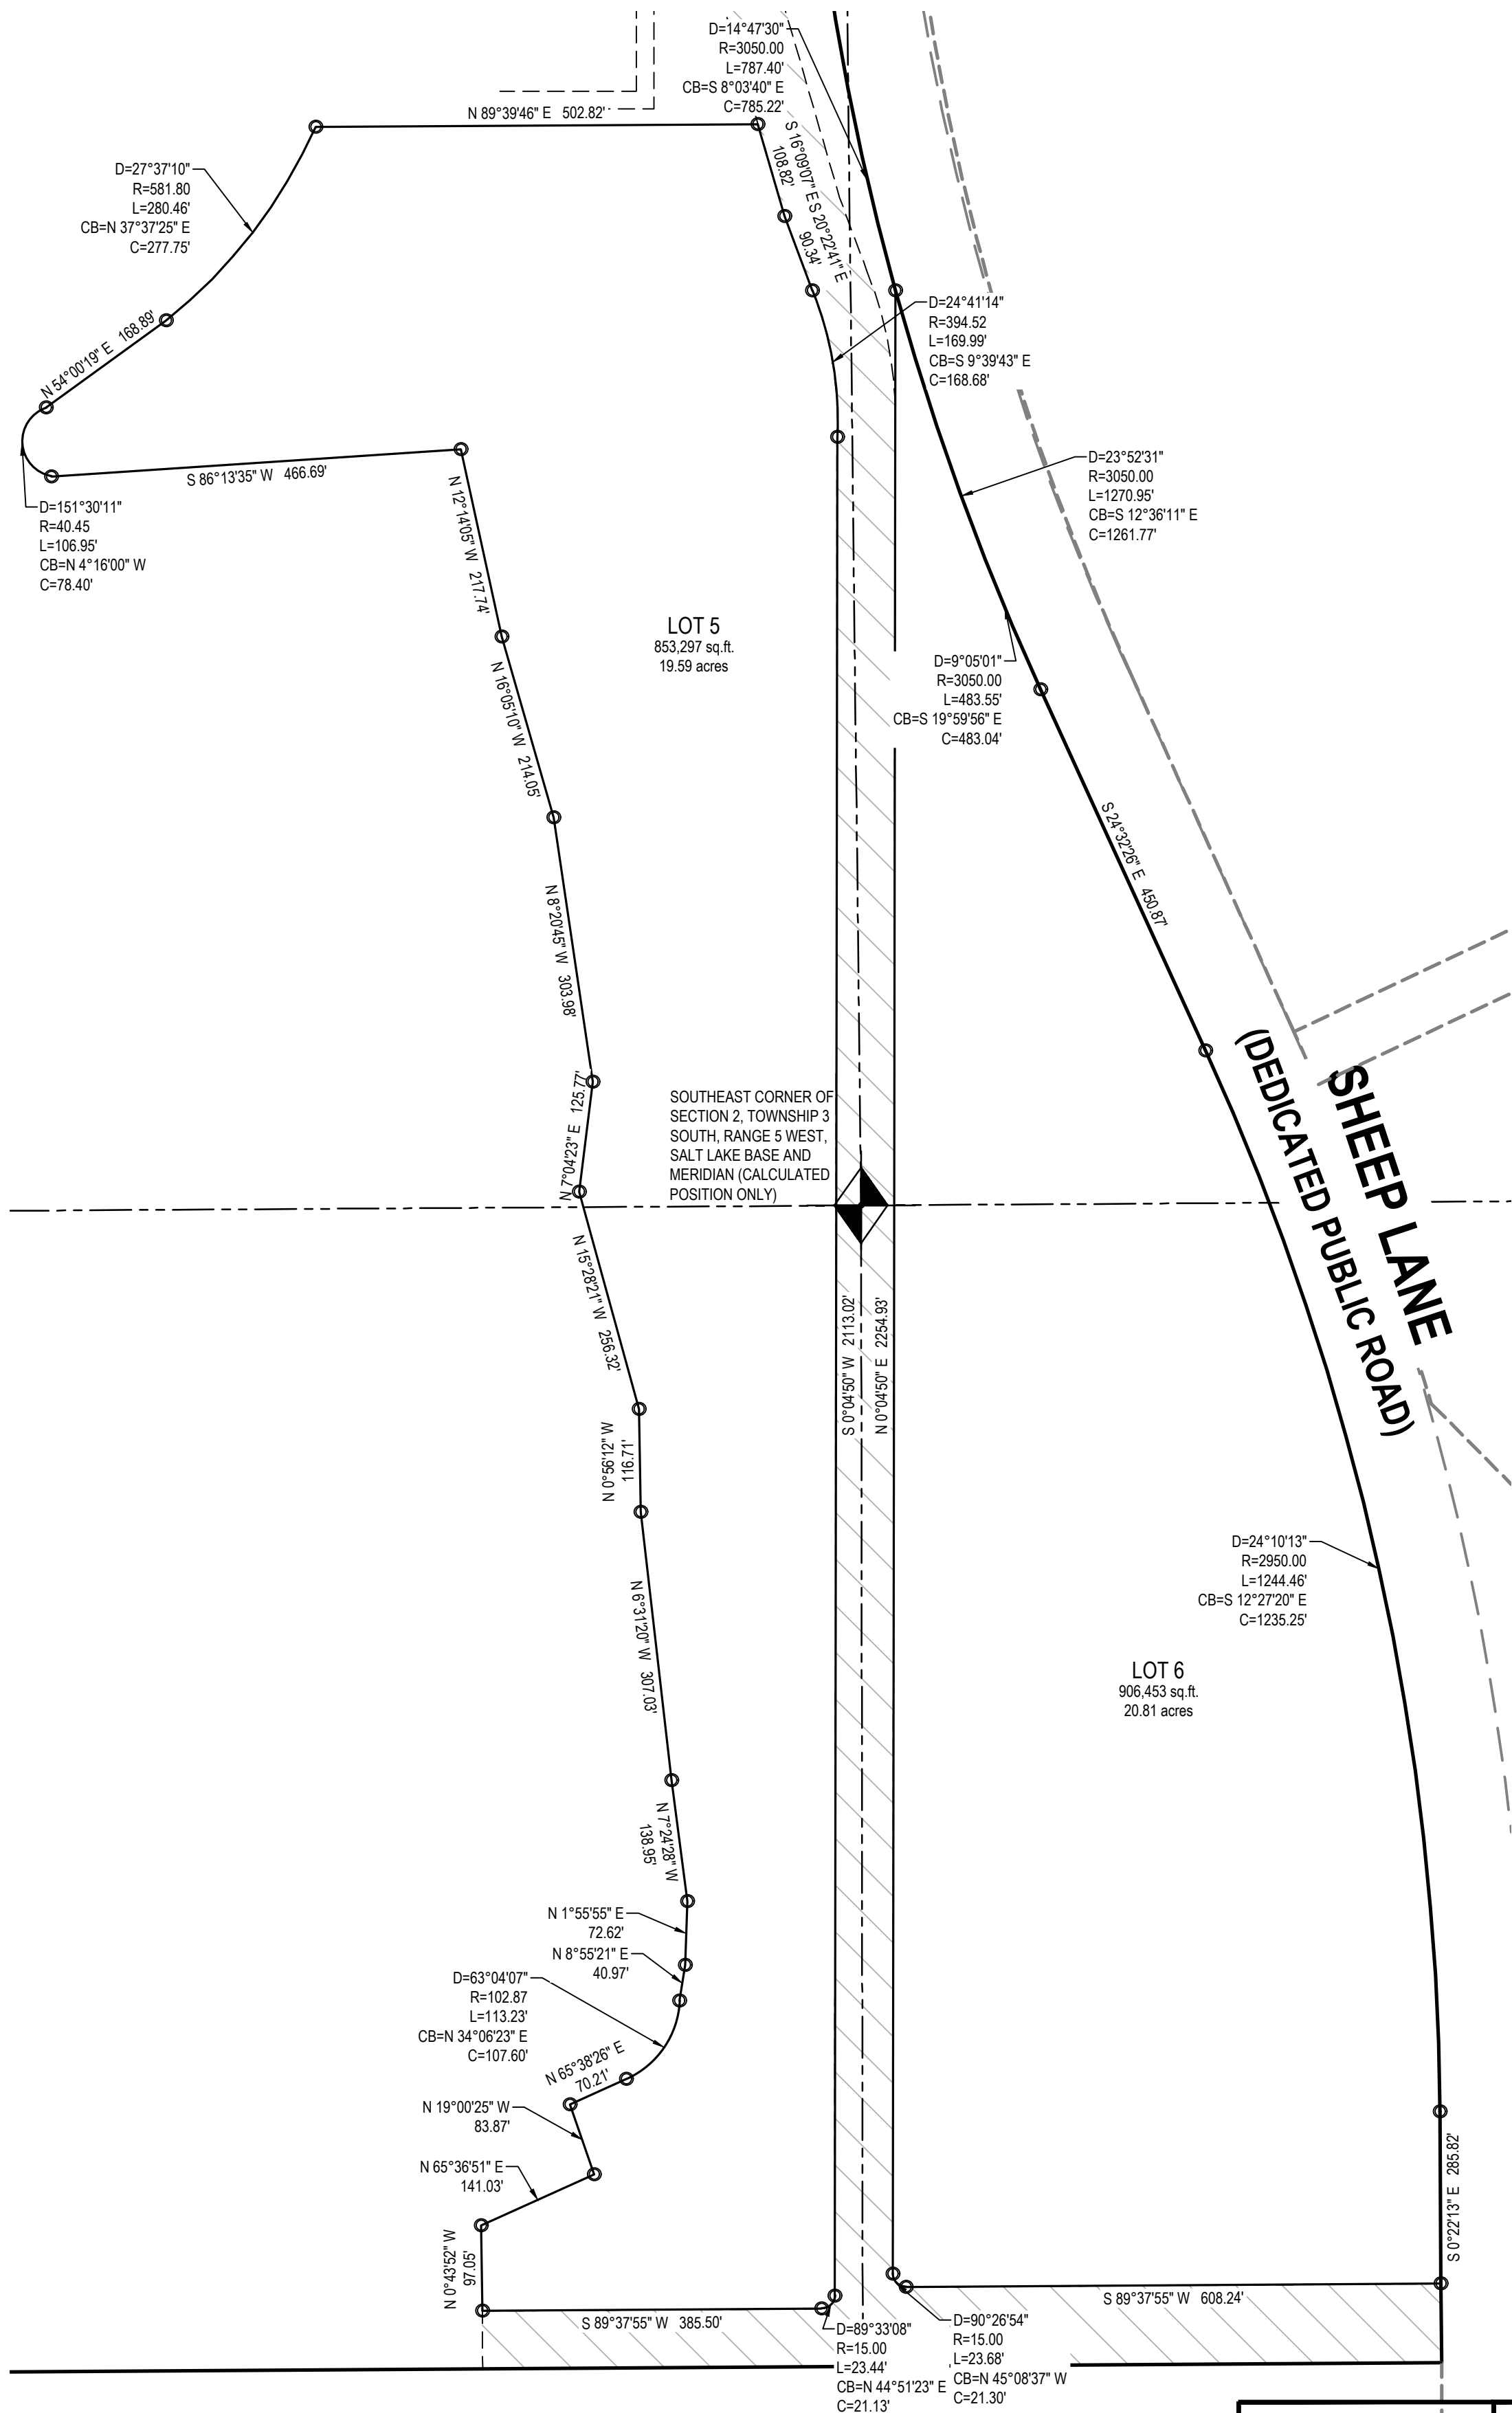 D=14°47'30"
R=3050.00
L=787.40'
CB=S 8°03'40" E
C=785.22'
N 89°39'46" E 502.82'
S 16°09'07" E
108.82'
S 20°22'41" E
90.34'
D=27°37'10"
R=581.80
L=280.46'
CB=N 37°37'25" E
C=277.75'
N 54°00'19" E 168.89'
D=24°41'14"
R=394.52
L=169.99'
CB=S 9°39'43" E
C=168.68'
S 86°13'35" W 466.69'
D=151°30'11"
R=40.45
L=106.95'
CB=N 4°16'00" W
C=78.40'
D=23°52'31"
R=3050.00
L=1270.95'
CB=S 12°36'11" E
C=1261.77'
N 12°14'05" W 217.74'
LOT 5
853,297 sq.ft.
19.59 acres
D=9°05'01"
R=3050.00
L=483.55'
CB=S 19°59'56" E
C=483.04'
N 16°05'10" W 214.05'
S 24°32'26" E 450.87'
N 8°20'45" W 303.98'
N 7°04'23" E 125.77'
SOUTHEAST CORNER OF
SECTION 2, TOWNSHIP 3
SOUTH, RANGE 5 WEST,
SALT LAKE BASE AND
MERIDIAN (CALCULATED
POSITION ONLY)
SHEEP LANE
(DEDICATED PUBLIC ROAD)
N 15°28'21" W 256.32'
S 0°04'50" W 2113.02'
N 0°04'50" E 2254.93'
N 0°56'12" W
116.71'
D=24°10'13"
R=2950.00
L=1244.46'
CB=S 12°27'20" E
C=1235.25'
N 6°31'20" W 307.03'
LOT 6
906,453 sq.ft.
20.81 acres
N 7°24'28" W
138.95'
N 1°55'55" E
72.62'
N 8°55'21" E
40.97'
D=63°04'07"
R=102.87
L=113.23'
CB=N 34°06'23" E
C=107.60'
N 65°38'26" E
70.21'
N 19°00'25" W
83.87'
N 65°36'51" E
141.03'
N 0°43'52" W
97.05'
S 0°22'13" E 285.82'
S 89°37'55" W 385.50'
S 89°37'55" W 608.24'
D=89°33'08"
R=15.00
L=23.44'
CB=N 44°51'23" E
C=21.13'
D=90°26'54"
R=15.00
L=23.68'
CB=N 45°08'37" W
C=21.30'